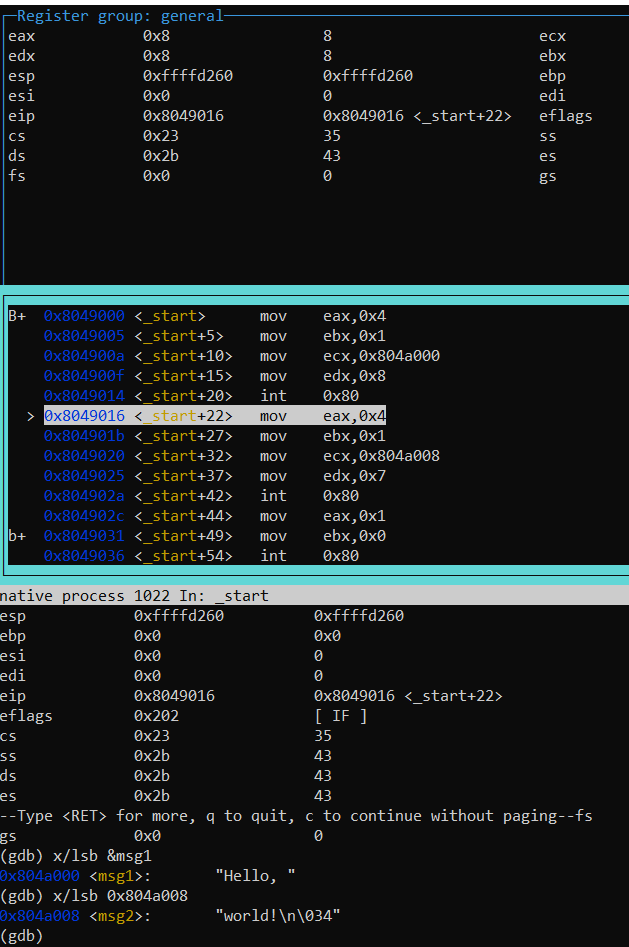 Register group: general
eax 0x8 8 ecx
edx 0x8 8 ebx
esp 0xffffd260 0xffffd260 ebp
esi 0x0 0 edi
eip 0x8049016 0x8049016 <_start+22> eflags
cs 0x23 35 ss
ds 0x2b 43 es
fs 0x0 0 gs
B+ 0x8049000 <_start> mov eax,0x4
0x8049005 <_start+5> mov ebx,0x1
0x804900a <_start+10> mov ecx,0x804a000
0x804900f <_start+15> mov edx,0x8
0x8049014 <_start+20> int 0x80
> 0x8049016 <_start+22> mov eax,0x4
0x804901b <_start+27> mov ebx,0x1
0x8049020 <_start+32> mov ecx,0x804a008
0x8049025 <_start+37> mov edx,0x7
0x804902a <_start+42> int 0x80
0x804902c <_start+44> mov eax,0x1
b+ 0x8049031 <_start+49> mov ebx,0x0
0x8049036 <_start+54> int 0x80
native process 1022 In: _start
esp 0xffffd260 0xffffd260
ebp 0x0 0x0
esi 0x0 0
edi 0x0 0
eip 0x8049016 0x8049016 <_start+22>
eflags 0x202 [ IF ]
cs 0x23 35
ss 0x2b 43
ds 0x2b 43
es 0x2b 43
--Type <RET> for more, q to quit, c to continue without paging--fs
gs 0x0 0
(gdb) x/lsb &msg1
0x804a000 <msg1>: "Hello, "
(gdb) x/lsb 0x804a008
0x804a008 <msg2>: "world!\n\034"
(gdb)